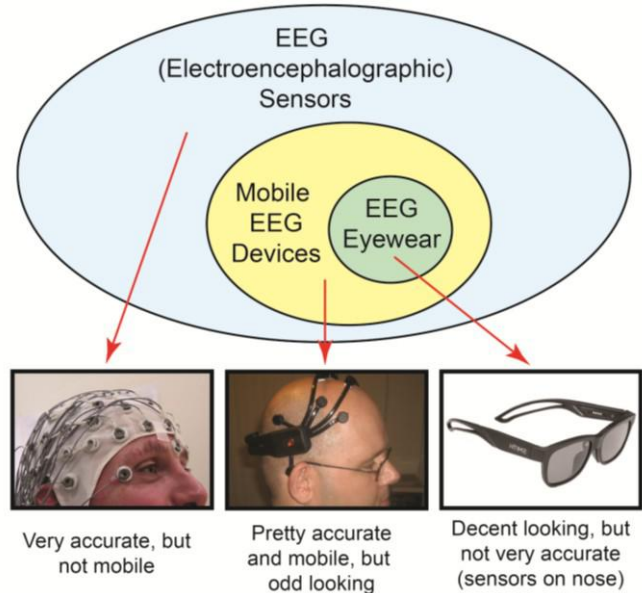 EEG
(Electroencephalographic)
Sensors
Mobile
EEG
Devices
EEG
Eyewear
Very accurate, but
not mobile
Pretty accurate
and mobile, but
odd looking
Decent looking, but
not very accurate
(sensors on nose)